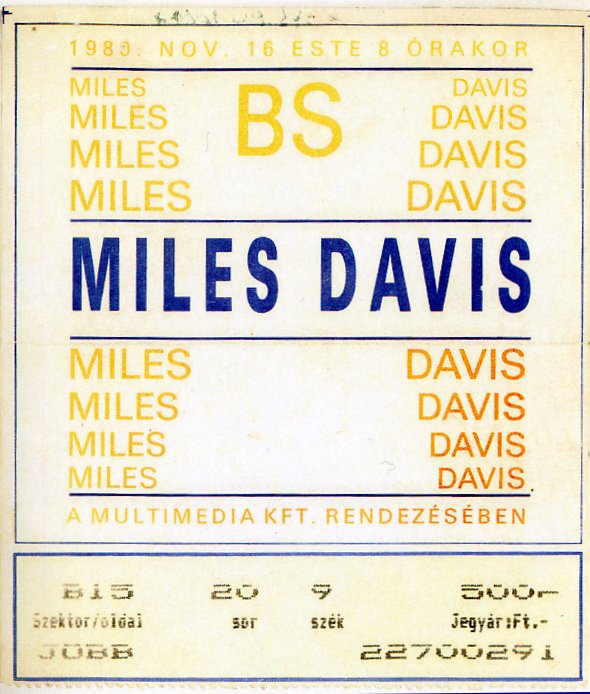 1989. NOV. 16 ESTE 8 ÓRAKOR
MILES BS DAVIS
MILES DAVIS
MILES DAVIS
MILES DAVIS
MILES DAVIS
MILES DAVIS
MILES DAVIS
MILES DAVIS
MILES DAVIS
A MULTIMEDIA KFT. RENDEZÉSÉBEN
B15 20 9 500-
Szektor/oldal sor szék Jegyár:Ft.-
JOBB 22700291